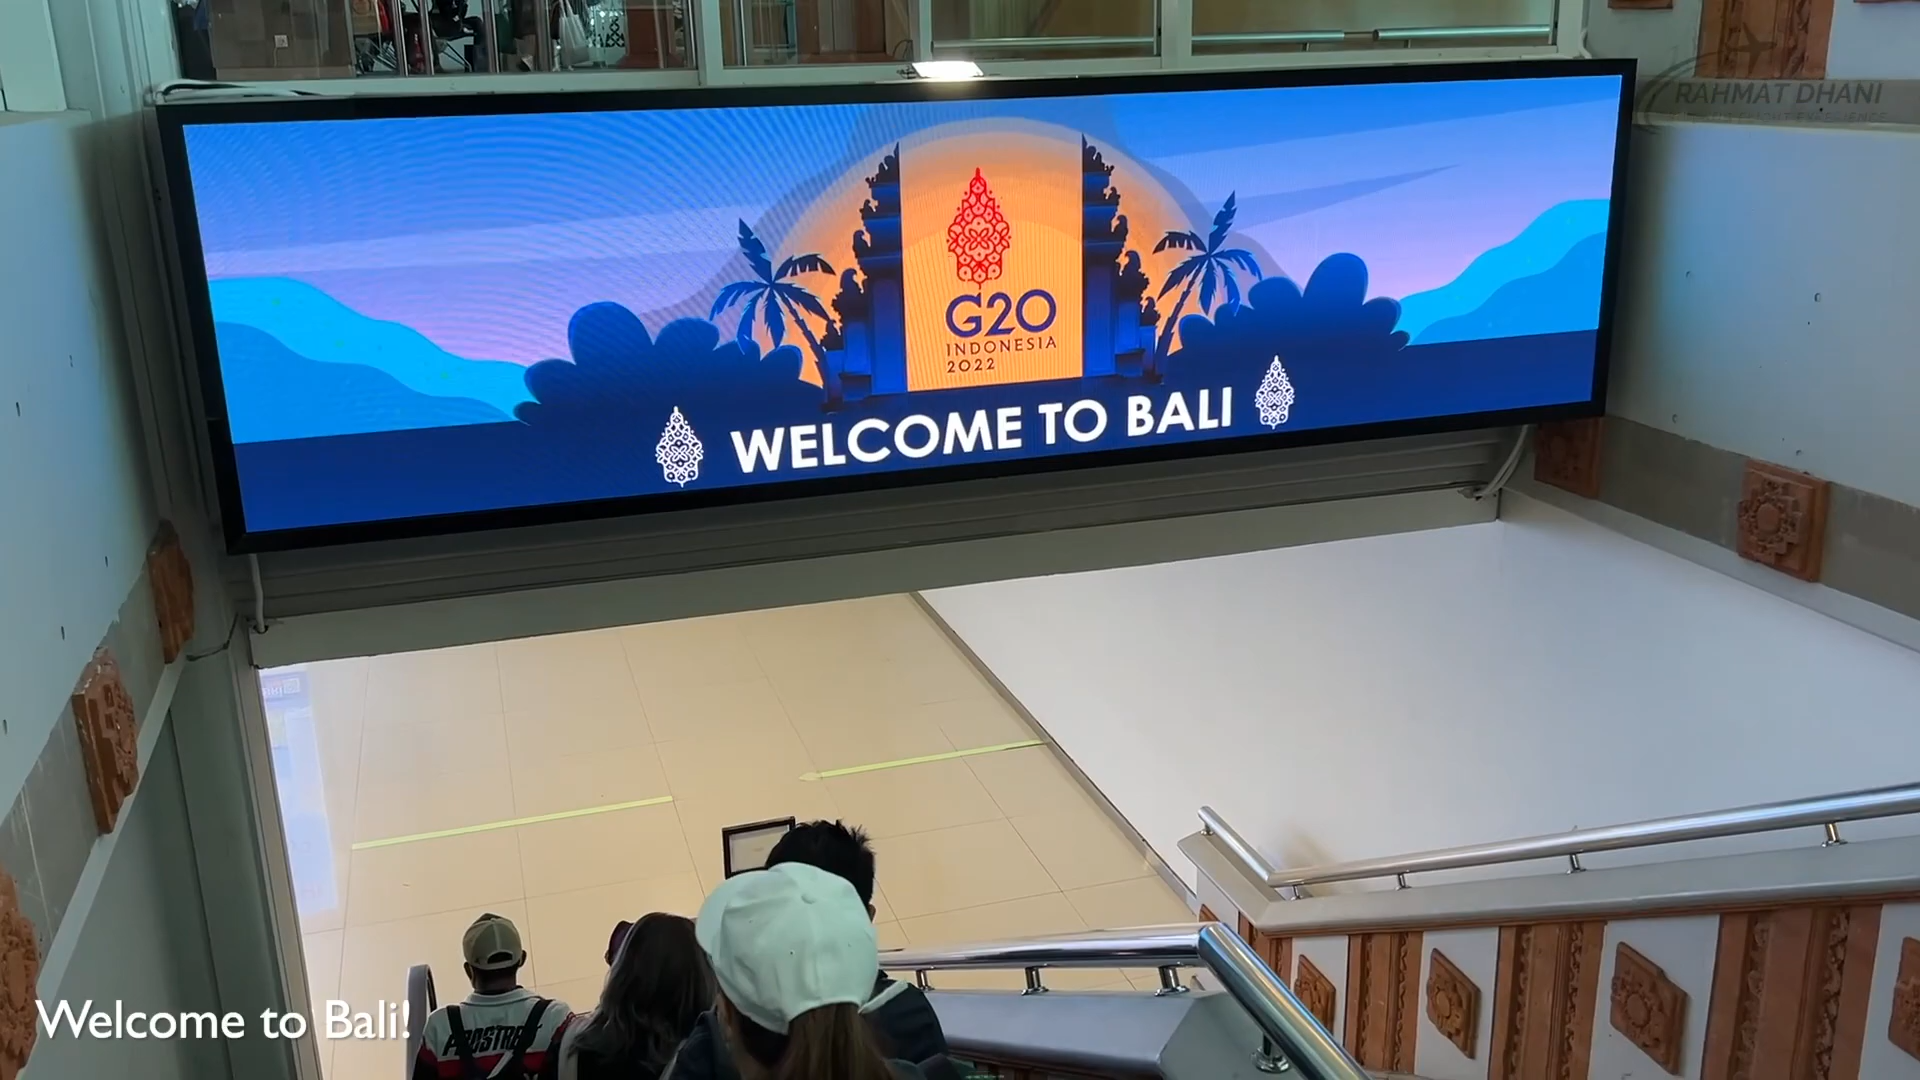 RAHMAT DHANI
G20
INDONESIA
2022
WELCOME TO BALI
Welcome to Bali!